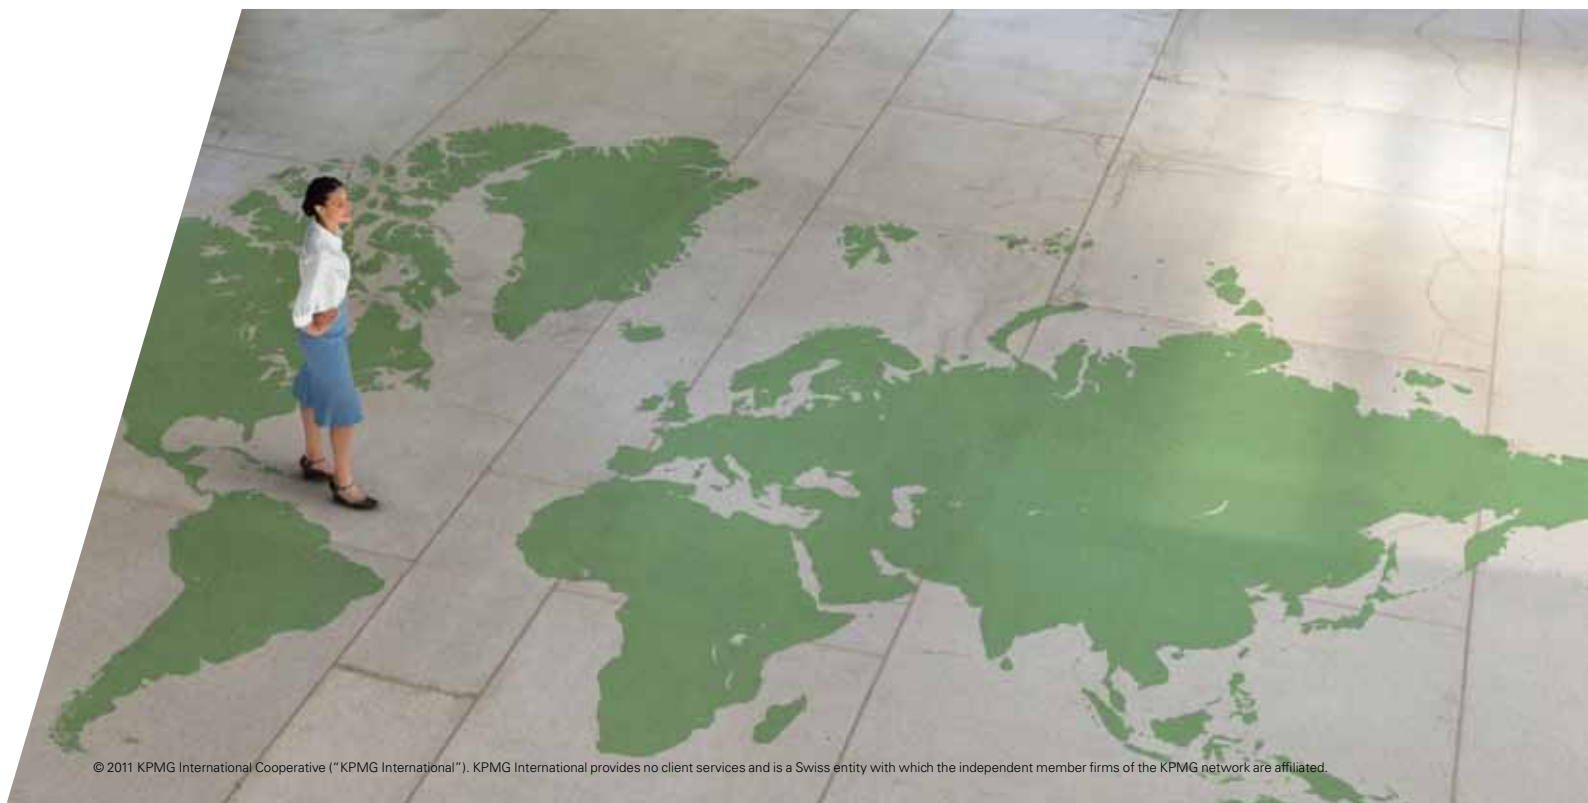 © 2011 KPMG International Cooperative (“KPMG International”). KPMG International provides no client services and is a Swiss entity with which the independent member firms of the KPMG network are affiliated.